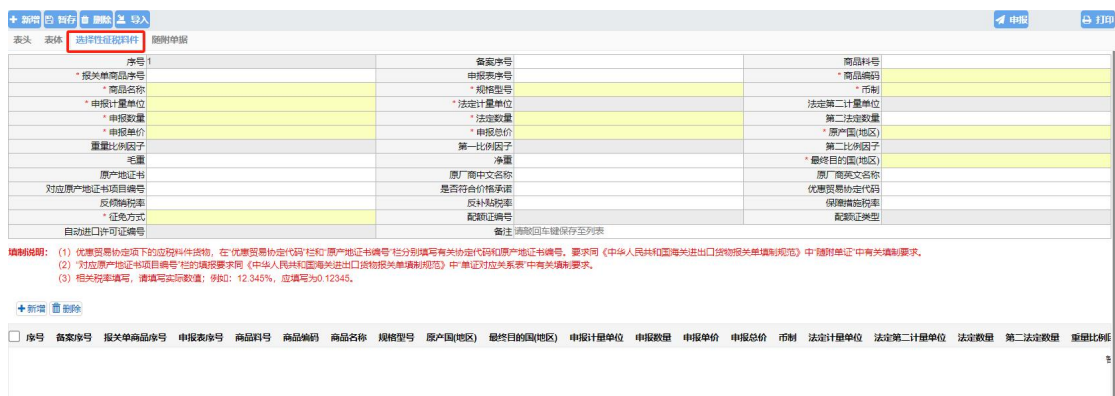 新增 暂存 删除 导入 申报 打印
表头 表体 选择性征税料件 随附单据
序号 1 备案序号 商品料号
* 报关单商品序号 申报表序号 * 商品编码
* 商品名称 * 规格型号 * 币制
* 申报计量单位 * 法定计量单位 法定第二计量单位
* 申报数量 * 法定数量 第二法定数量
* 申报单价 * 申报总价 * 原产国(地区)
重量比例因子 第一比例因子 第二比例因子
毛重 净重 * 最终目的国(地区)
原产地证书 原厂商中文名称 原厂商英文名称
对应原产地证书项目编号 是否符合价格承诺 优惠贸易协定代码
反倾销税率 反补贴税率 保障措施税率
* 征免方式 配额证编号 配额证类型
自动进口许可证编号 备注 请敲回车键保存至列表
填制说明： （1）优惠贸易协定项下的应税料件货物，在“优惠贸易协定代码”栏和“原产地证书编号”栏分别填写有关协定代码和原产地证书编号。要求同《中华人民共和国海关进出口货物报关单填制规范》中“随附单证”中有关填制要求。
（2）“对应原产地证书项目编号”栏的填报要求同《中华人民共和国海关进出口货物报关单填制规范》中“单证对应关系表”中有关填制要求。
（3）相关税率填写，请填写实际数值；例如：12.345%，应填写为0.12345。
新增 删除
序号 备案序号 报关单商品序号 申报表序号 商品料号 商品编码 商品名称 规格型号 原产国(地区) 最终目的国(地区) 申报计量单位 申报数量 申报单价 申报总价 币制 法定计量单位 法定第二计量单位 法定数量 第二法定数量 重量比例